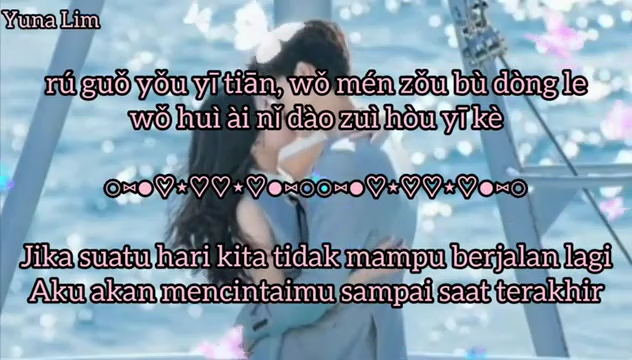 Yuna Lim
rú guǒ yǒu yī tiān, wǒ mén zǒu bù dòng le
wǒ huì ài nǐ dào zuì hòu yī kè
Jika suatu hari kita tidak mampu berjalan lagi
Aku akan mencintaimu sampai saat terakhir